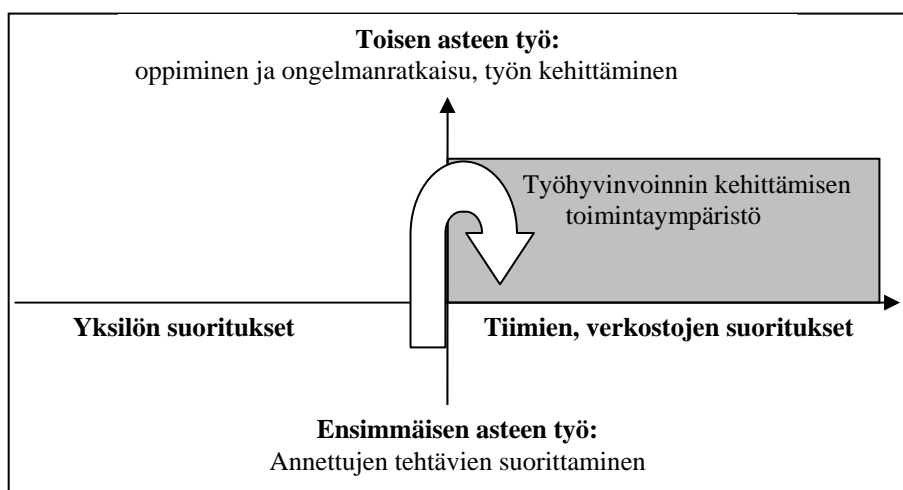 Toisen asteen työ:
oppiminen ja ongelmanratkaisu, työn kehittäminen
Työhyvinvoinnin kehittämisen
toimintaympäristö
Yksilön suoritukset
Tiimien, verkostojen suoritukset
Ensimmäisen asteen työ:
Annettujen tehtävien suorittaminen